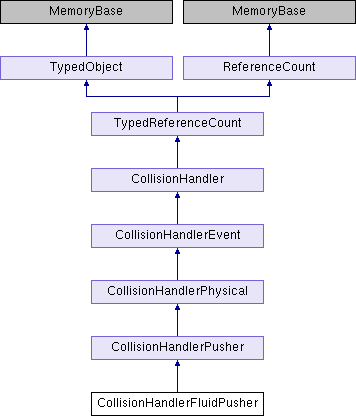 MemoryBase
MemoryBase
TypedObject
ReferenceCount
TypedReferenceCount
CollisionHandler
CollisionHandlerEvent
CollisionHandlerPhysical
CollisionHandlerPusher
CollisionHandlerFluidPusher